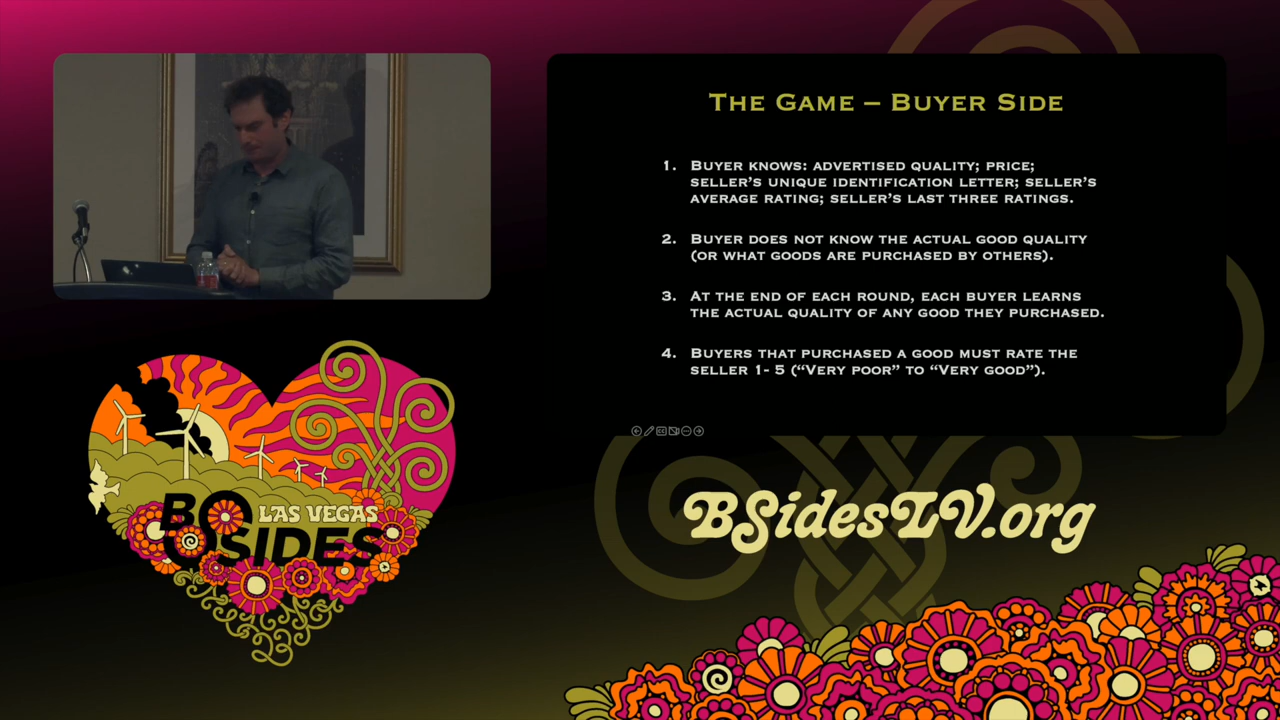 The Game – Buyer Side
1. Buyer knows: advertised quality; price;
seller's unique identification letter; seller's
average rating; seller's last three ratings.
2. Buyer does not know the actual good quality
(or what goods are purchased by others).
3. At the end of each round, each buyer learns
the actual quality of any good they purchased.
4. Buyers that purchased a good must rate the
seller 1- 5 (“Very poor” to “Very good”).
LAS VEGAS
BSidesLV.org